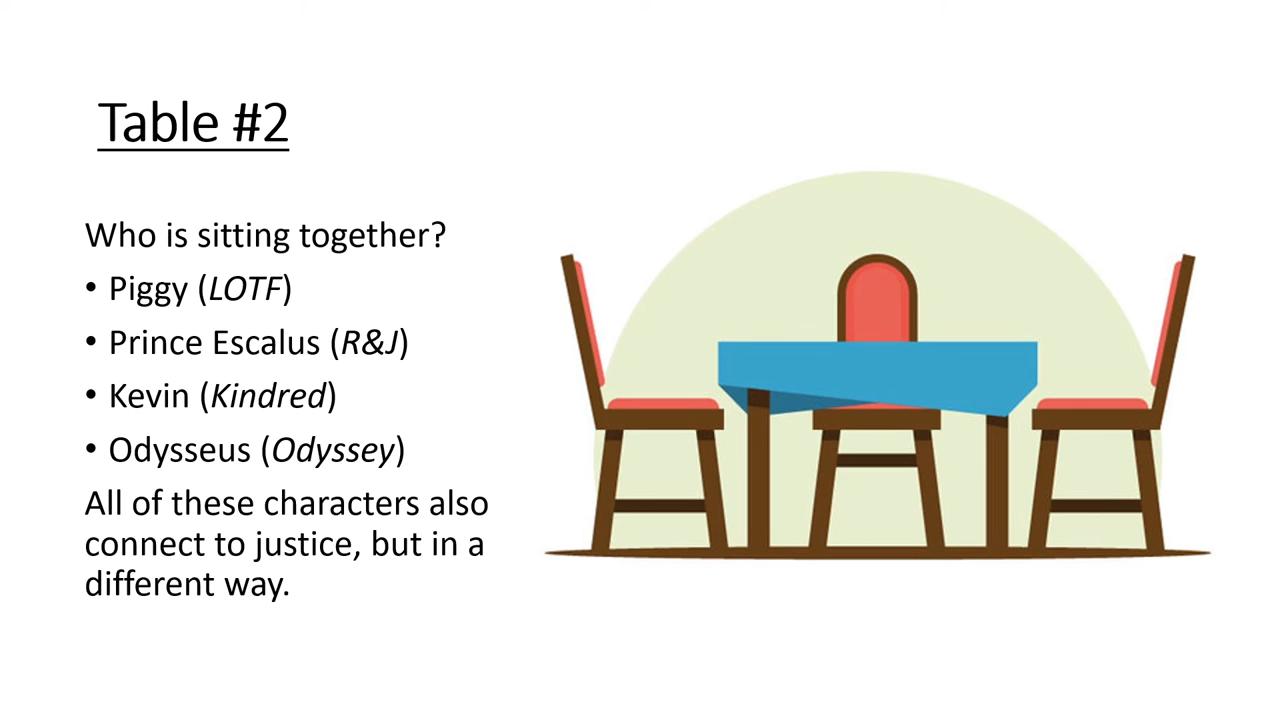 Table #2
Who is sitting together?
• Piggy (LOTF)
• Prince Escalus (R&J)
• Kevin (Kindred)
• Odysseus (Odyssey)
All of these characters also
connect to justice, but in a
different way.